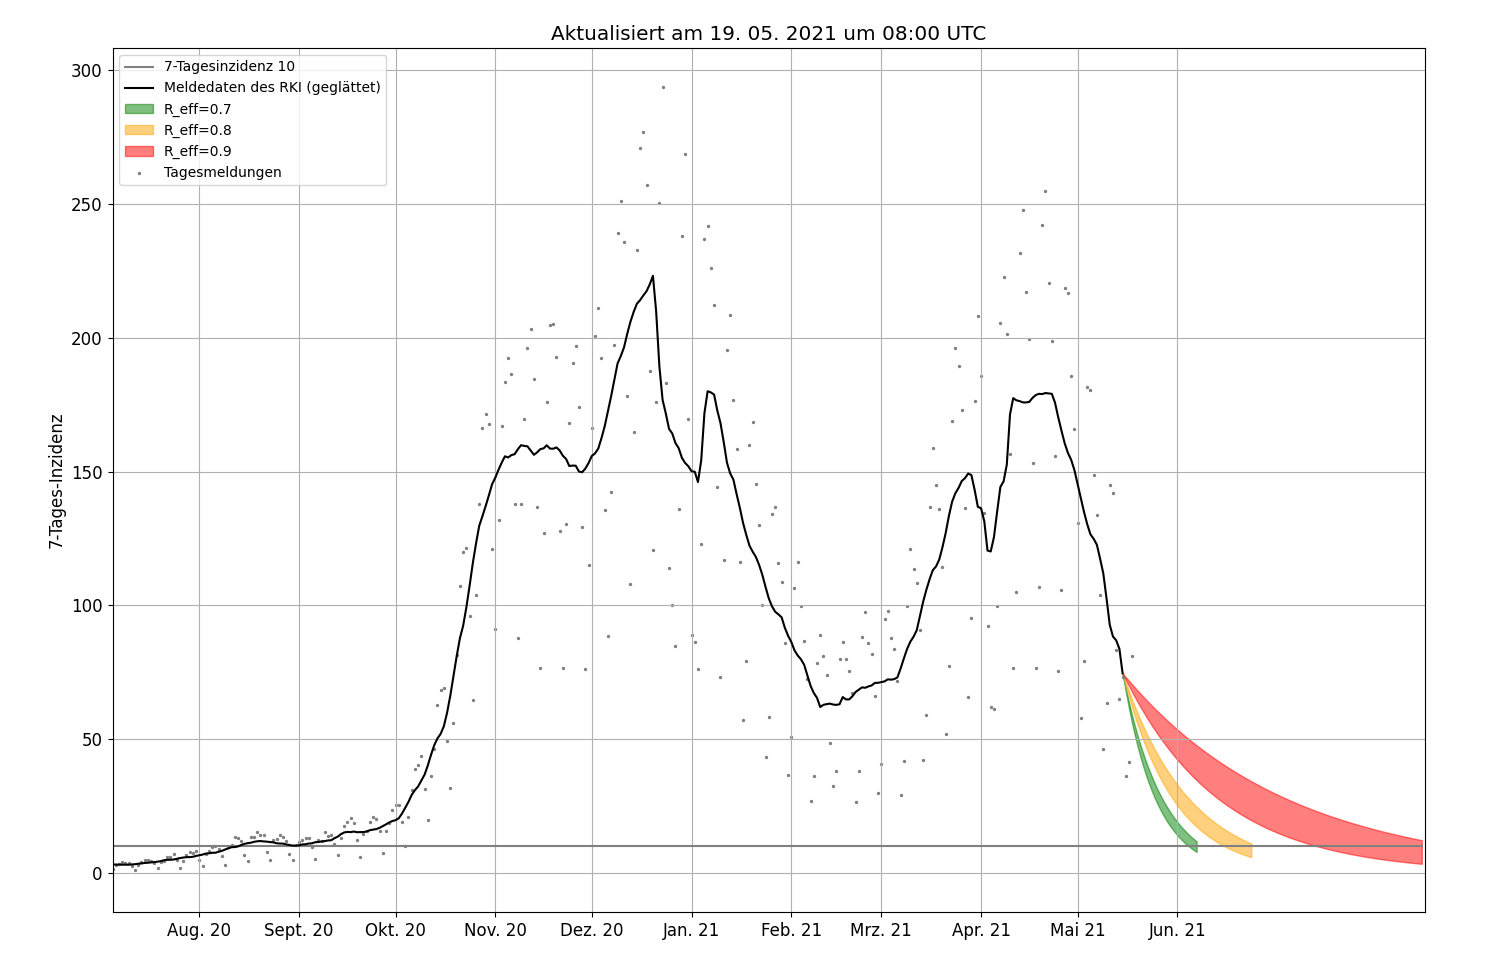 Aktualisiert am 19. 05. 2021 um 08:00 UTC
7-Tagesinzidenz 10
Meldedaten des RKI (geglättet)
R_eff=0.7
R_eff=0.8
R_eff=0.9
Tagesmeldungen
7-Tages-Inzidenz
300
250
200
150
100
50
0
Aug. 20 Sept. 20 Okt. 20 Nov. 20 Dez. 20 Jan. 21 Feb. 21 Mrz. 21 Apr. 21 Mai 21 Jun. 21